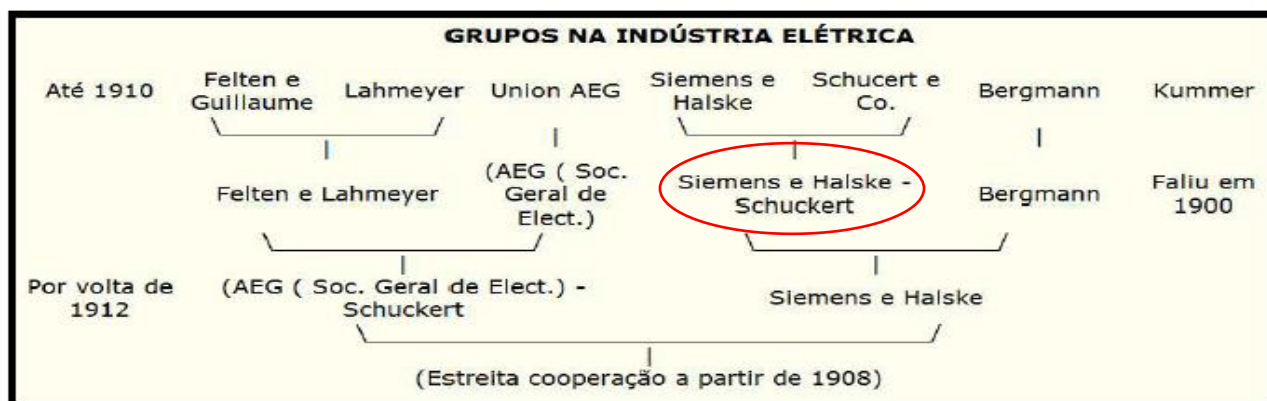 GRUPOS NA INDÚSTRIA ELÉTRICA
Até 1910
Felten e
Guillaume
Lahmeyer
Union AEG
Siemens e
Halske
Schucert e
Co.
Bergmann
Kummer
Felten e Lahmeyer
(AEG ( Soc.
Geral de
Elect.)
Siemens e Halske -
Schuckert
Bergmann
Faliu em
1900
Por volta de
1912
(AEG ( Soc. Geral de Elect.) -
Schuckert
Siemens e Halske
(Estreita cooperação a partir de 1908)